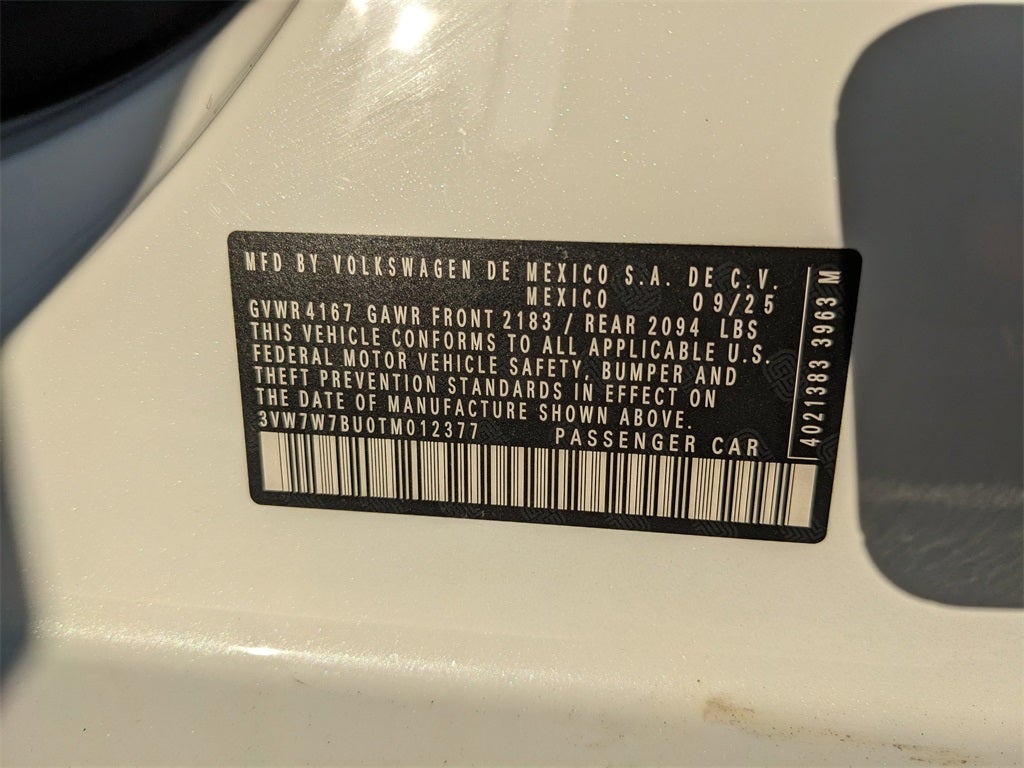 MFD BY VOLKSWAGEN DE MEXICO S.A. DE C.V.
MEXICO 09/25
GVWR4167 GAWR FRONT 2183 / REAR 2094 LBS
THIS VEHICLE CONFORMS TO ALL APPLICABLE U.S.
FEDERAL MOTOR VEHICLE SAFETY, BUMPER AND
THEFT PREVENTION STANDARDS IN EFFECT ON
THE DATE OF MANUFACTURE SHOWN ABOVE.
3VW7W7BU0TM012377 PASSENGER CAR
4021383 3963 M